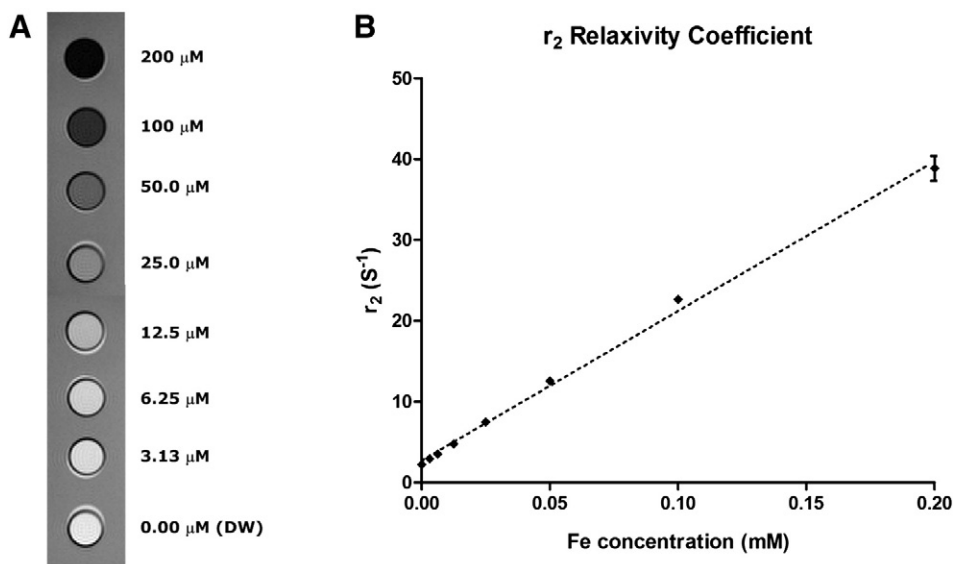 A
200 μM
100 μM
50.0 μM
25.0 μM
12.5 μM
6.25 μM
3.13 μM
0.00 μM (DW)
B
r₂ Relaxivity Coefficient
r₂ (S⁻¹)
50
40
30
20
10
0
0.00 0.05 0.10 0.15 0.20
Fe concentration (mM)